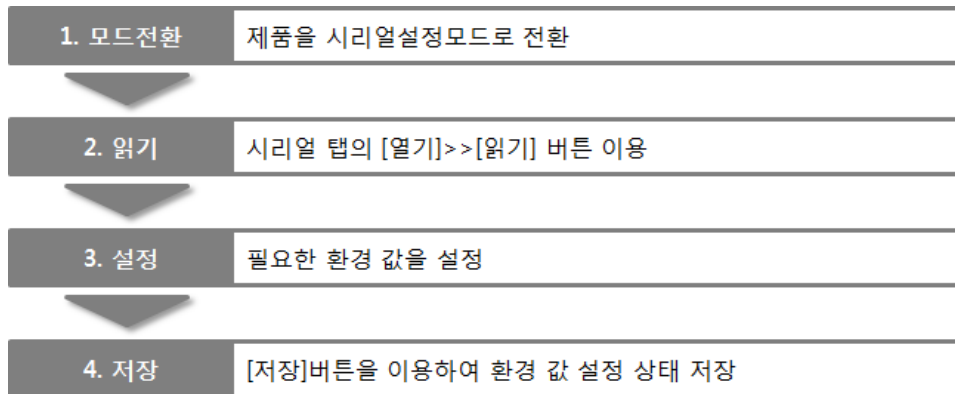 1. 모드전환 제품을 시리얼설정모드로 전환
2. 읽기 시리얼 탭의 [열기]>>[읽기] 버튼 이용
3. 설정 필요한 환경 값을 설정
4. 저장 [저장]버튼을 이용하여 환경 값 설정 상태 저장